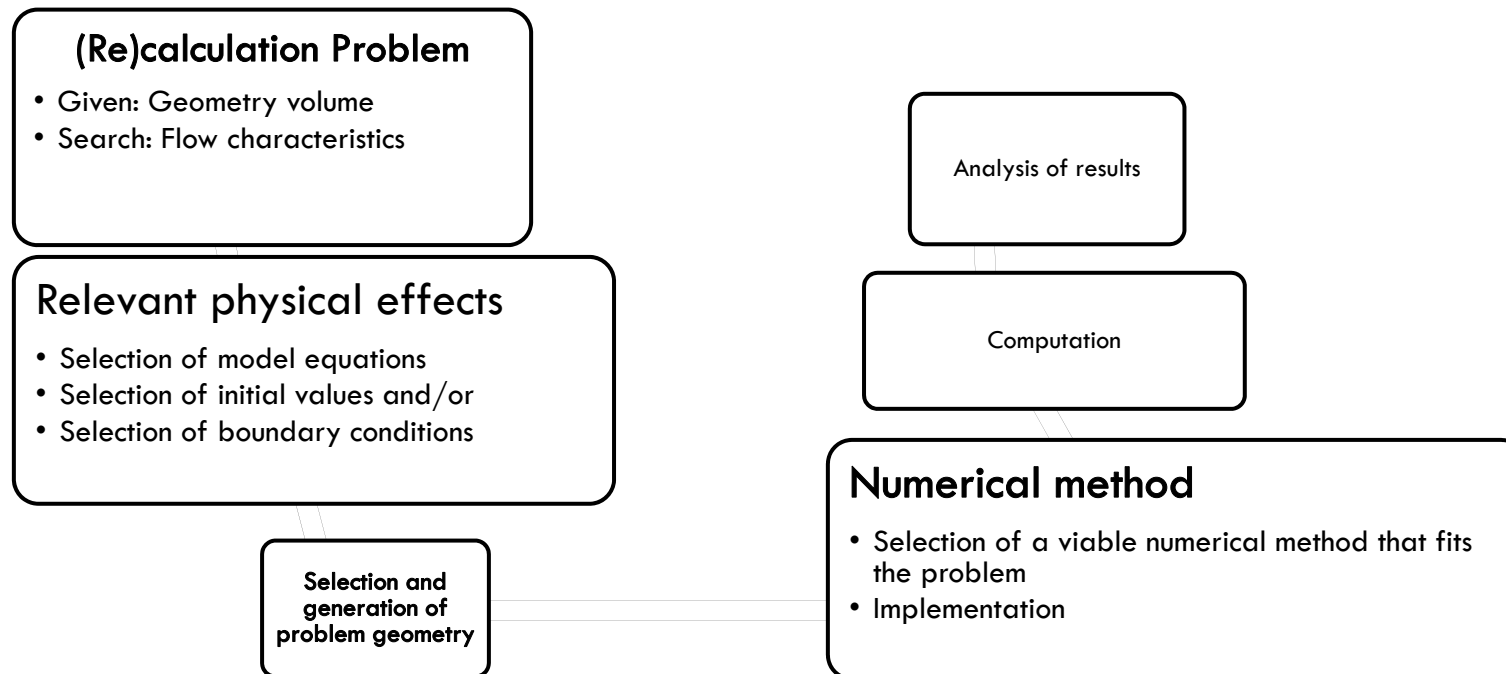 (Re)calculation Problem
• Given: Geometry volume
• Search: Flow characteristics
Relevant physical effects
• Selection of model equations
• Selection of initial values and/or
• Selection of boundary conditions
Selection and
generation of
problem geometry
Numerical method
• Selection of a viable numerical method that fits
the problem
• Implementation
Computation
Analysis of results